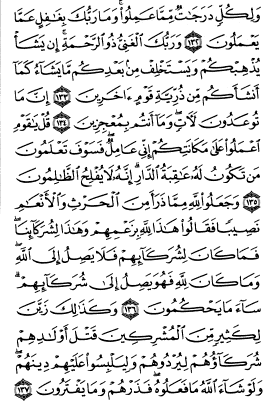 وَلِكُلٍّ دَرَجَٰتٌ مِّمَّا عَمِلُوا۟ ۚ وَمَا رَبُّكَ بِغَٰفِلٍ عَمَّا
يَعْمَلُونَ ١٣٢ وَرَبُّكَ ٱلْغَنِىُّ ذُو ٱلرَّحْمَةِ ۚ إِن يَشَأْ
يُذْهِبْكُمْ وَيَسْتَخْلِفْ مِنۢ بَعْدِكُم مَّا يَشَآءُ كَمَآ
أَنشَأَكُم مِّن ذُرِّيَّةِ قَوْمٍ ءَاخَرِينَ ١٣٣ إِنَّ مَا
تُوعَدُونَ لَءَاتٍ ۖ وَمَآ أَنتُم بِمُعْجِزِينَ ١٣٤ قُلْ يَٰقَوْمِ
ٱعْمَلُوا۟ عَلَىٰ مَكَانَتِكُمْ إِنِّى عَامِلٌ ۖ فَسَوْفَ تَعْلَمُونَ
مَن تَكُونُ لَهُۥ عَٰقِبَةُ ٱلدَّارِ ۗ إِنَّهُۥ لَا يُفْلِحُ ٱلظَّٰلِمُونَ
١٣٥ وَجَعَلُوا۟ لِلَّهِ مِمَّا ذَرَأَ مِنَ ٱلْحَرْثِ وَٱلْأَنْعَٰمِ
نَصِيبًا فَقَالُوا۟ هَٰذَا لِلَّهِ بِزَعْمِهِمْ وَهَٰذَا لِشُرَكَآئِنَا ۖ
فَمَا كَانَ لِشُرَكَآئِهِمْ فَلَا يَصِلُ إِلَى ٱللَّهِ ۖ
وَمَا كَانَ لِلَّهِ فَهُوَ يَصِلُ إِلَىٰ شُرَكَآئِهِمْ ۗ
سَآءَ مَا يَحْكُمُونَ ١٣٦ وَكَذَٰلِكَ زَيَّنَ
لِكَثِيرٍ مِّنَ ٱلْمُشْرِكِينَ قَتْلَ أَوْلَٰدِهِمْ
شُرَكَآؤُهُمْ لِيُرْدُوهُمْ وَلِيَلْبِسُوا۟ عَلَيْهِمْ دِينَهُمْ ۖ
وَلَوْ شَآءَ ٱللَّهُ مَا فَعَلُوهُ ۖ فَذَرْهُمْ وَمَا يَفْتَرُونَ ١٣٧